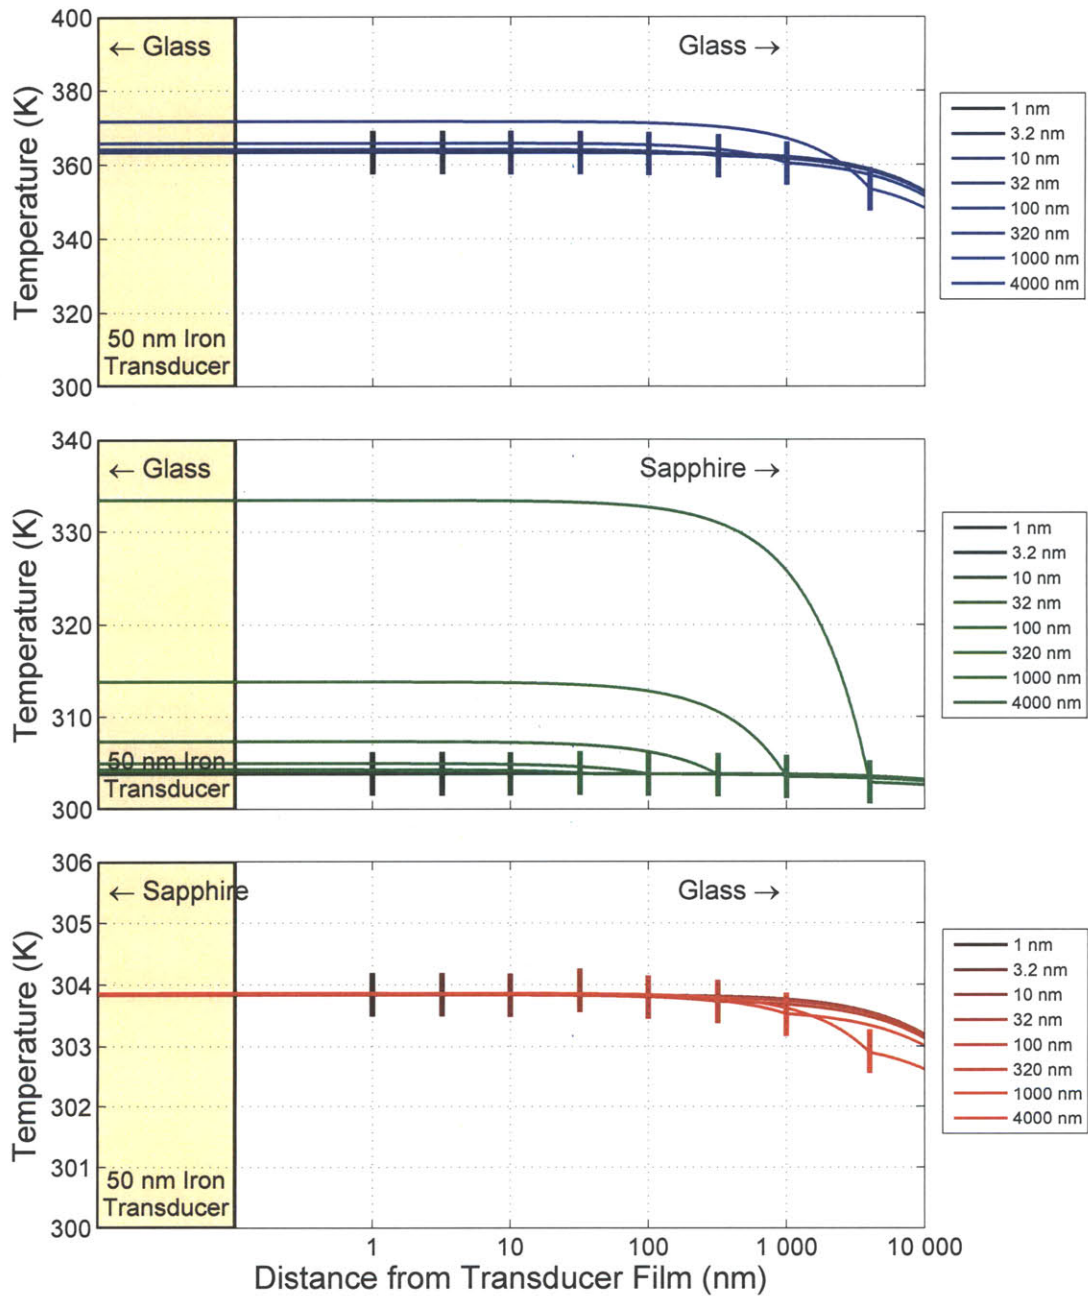 400
380
360
340
320
300
Temperature (K)
← Glass
Glass →
50 nm Iron
Transducer
1 nm
3.2 nm
10 nm
32 nm
100 nm
320 nm
1000 nm
4000 nm
340
330
320
310
300
Temperature (K)
← Glass
Sapphire →
50 nm Iron
Transducer
1 nm
3.2 nm
10 nm
32 nm
100 nm
320 nm
1000 nm
4000 nm
306
305
304
303
302
301
300
Temperature (K)
← Sapphire
Glass →
50 nm Iron
Transducer
1 nm
3.2 nm
10 nm
32 nm
100 nm
320 nm
1000 nm
4000 nm
1 10 100 1 000 10 000
Distance from Transducer Film (nm)